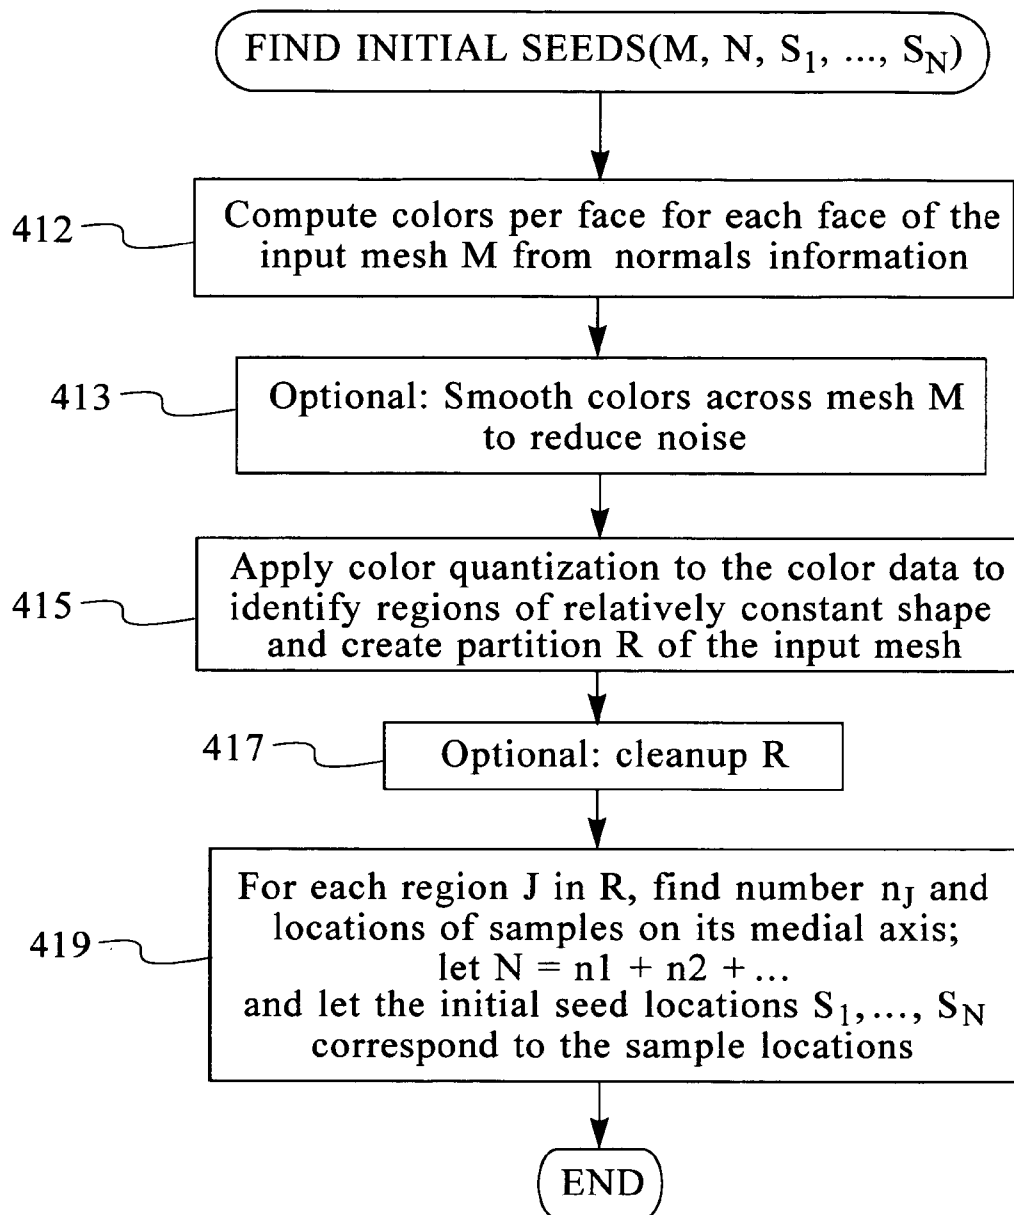 FIND INITIAL SEEDS(M, N, S1, ..., SN)
412
Compute colors per face for each face of the
input mesh M from normals information
413
Optional: Smooth colors across mesh M
to reduce noise
415
Apply color quantization to the color data to
identify regions of relatively constant shape
and create partition R of the input mesh
417
Optional: cleanup R
419
For each region J in R, find number nJ and
locations of samples on its medial axis;
let N = n1 + n2 + ...
and let the initial seed locations S1,..., SN
correspond to the sample locations
END